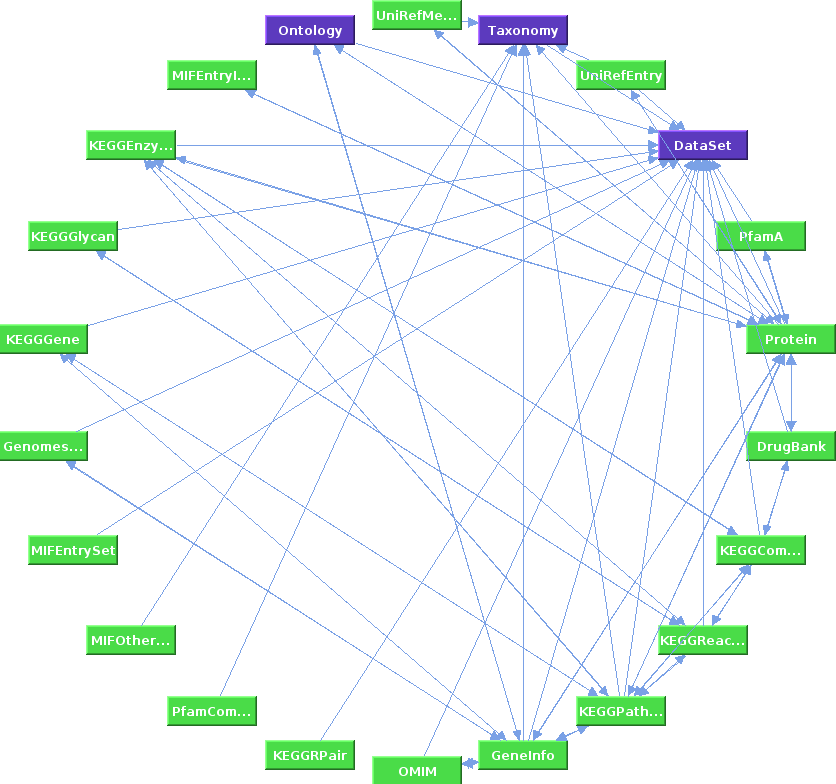 UniRefMe...
Ontology
Taxonomy
MIFEntryI...
UniRefEntry
KEGGEnzy...
DataSet
KEGGGlycan
PfamA
KEGGGene
Protein
Genomes...
DrugBank
MIFEntrySet
KEGGCom...
MIFOther...
KEGGReac...
PfamCom...
KEGGPath...
KEGGRPair
GeneInfo
OMIM